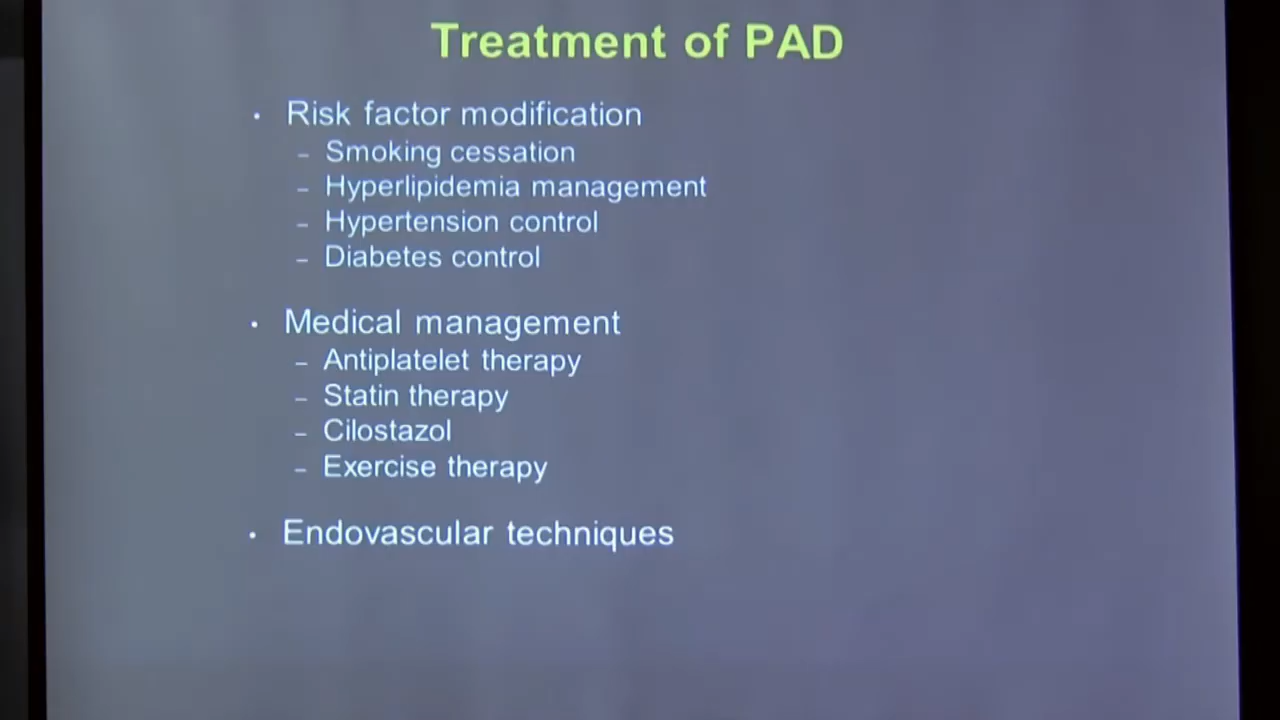 Treatment of PAD
• Risk factor modification
– Smoking cessation
– Hyperlipidemia management
– Hypertension control
– Diabetes control
• Medical management
– Antiplatelet therapy
– Statin therapy
– Cilostazol
– Exercise therapy
• Endovascular techniques